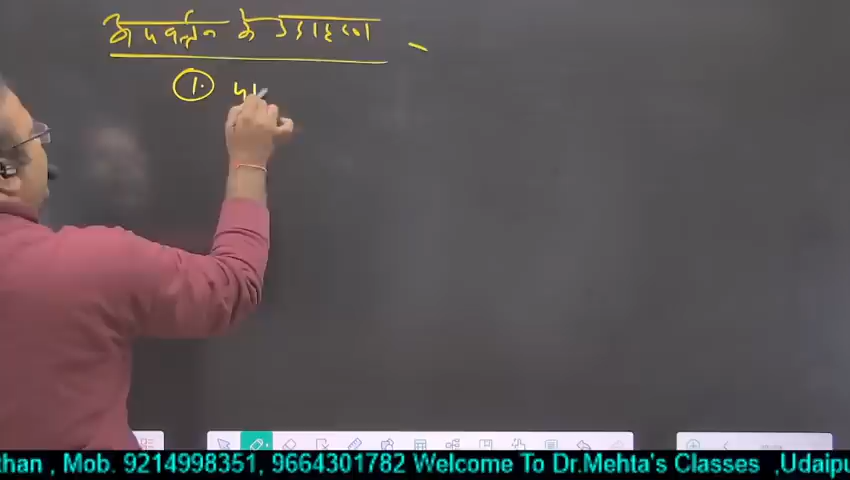 अपवर्तन के उदाहरण -
1. पा
than , Mob. 9214998351, 9664301782 Welcome To Dr.Mehta's Classes ,Udaipu